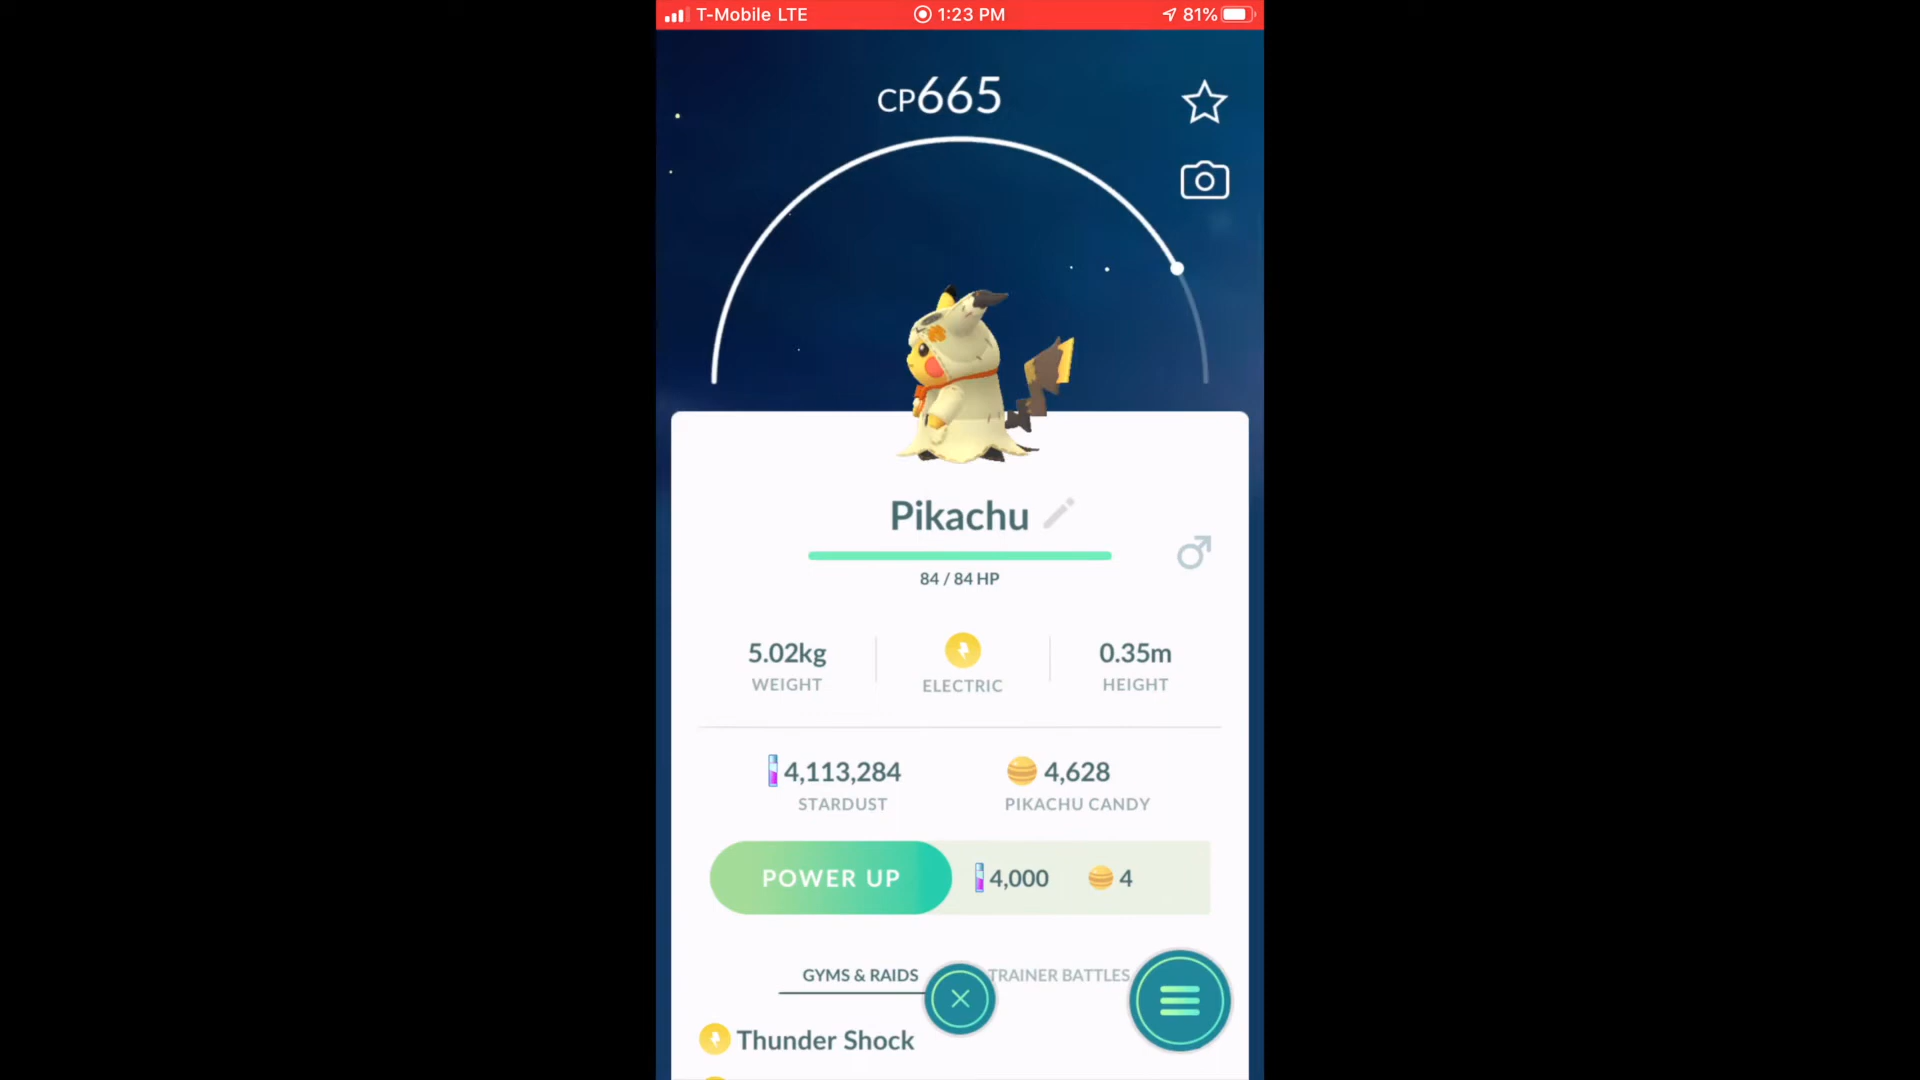 T-Mobile LTE 1:23 PM 81%
CP665
Pikachu
84 / 84 HP
5.02kg 0.35m
WEIGHT ELECTRIC HEIGHT
4,113,284 4,628
STARDUST PIKACHU CANDY
POWER UP 4,000 4
GYMS & RAIDS TRAINER BATTLES
Thunder Shock